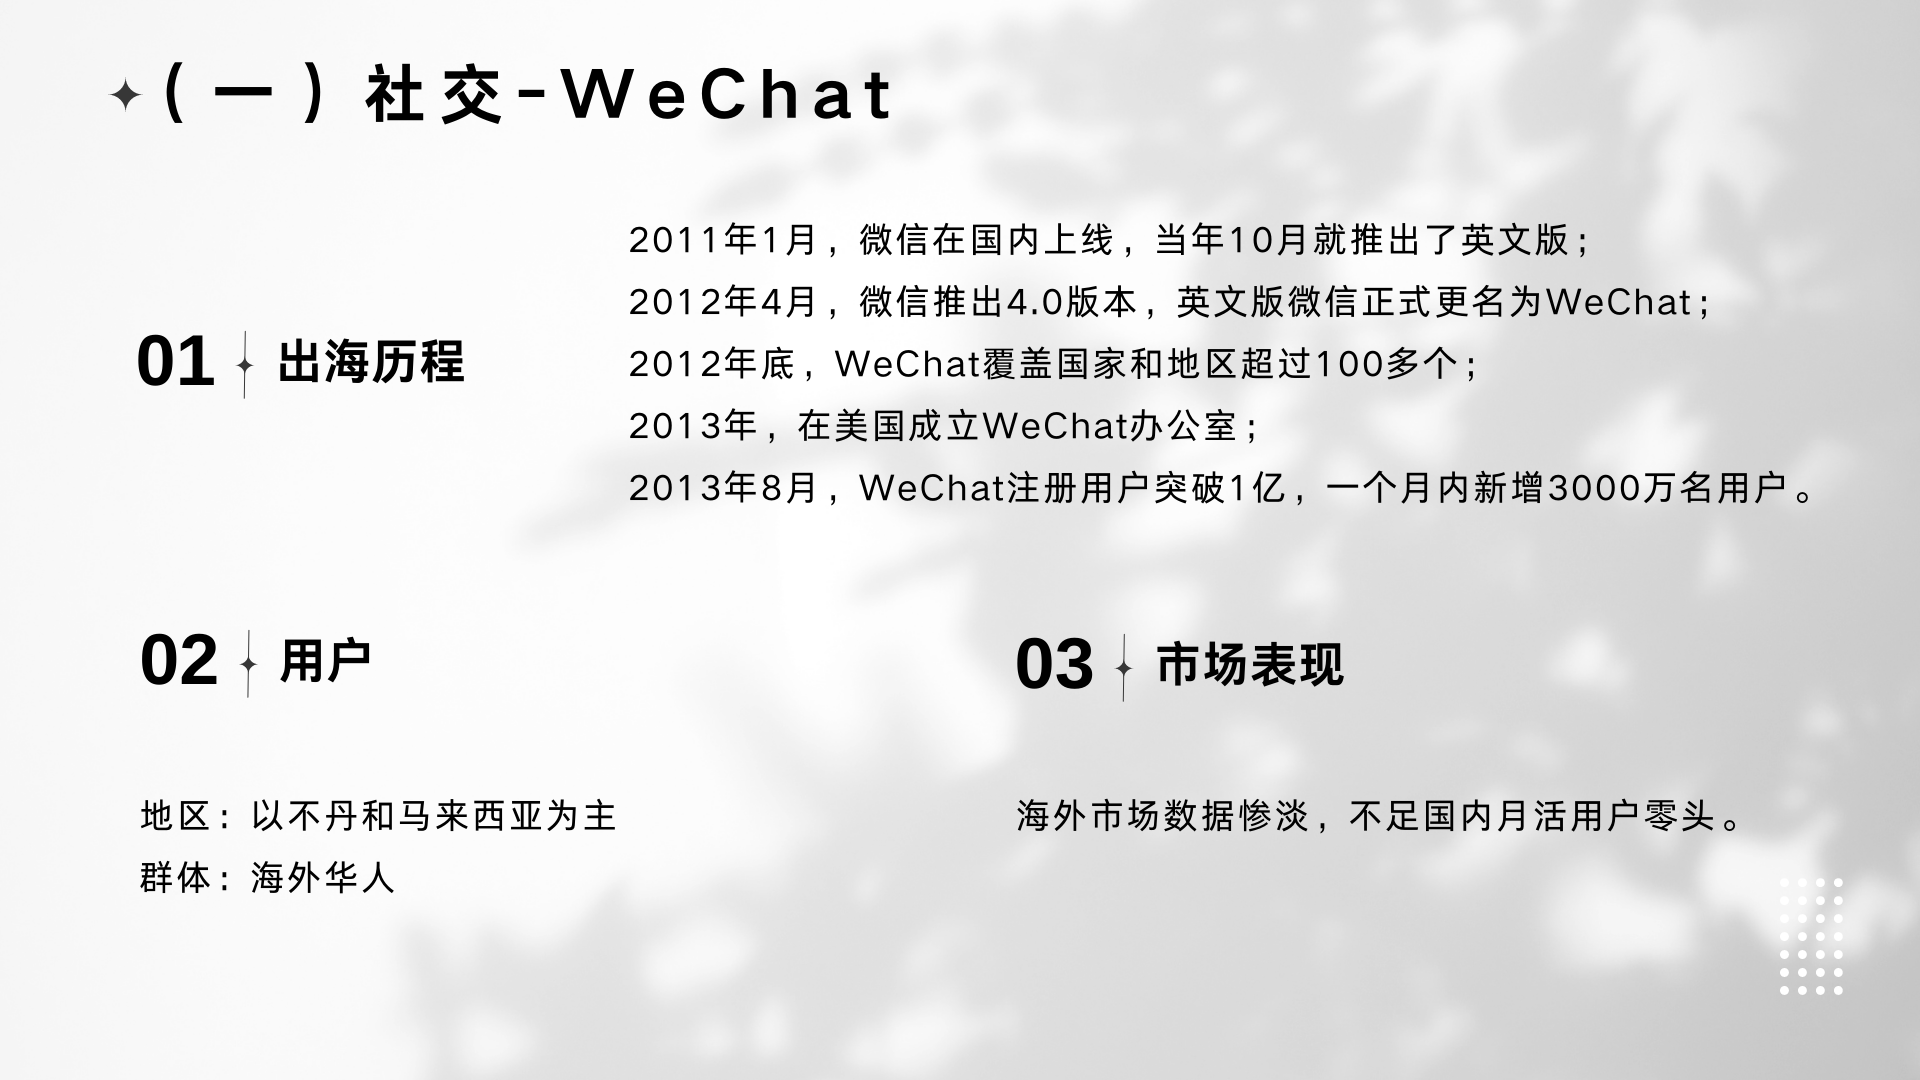 （一）社交-WeChat
01 出海历程
2011年1月，微信在国内上线，当年10月就推出了英文版；
2012年4月，微信推出4.0版本，英文版微信正式更名为WeChat；
2012年底，WeChat覆盖国家和地区超过100多个；
2013年，在美国成立WeChat办公室；
2013年8月，WeChat注册用户突破1亿，一个月内新增3000万名用户。
02 用户
地区：以不丹和马来西亚为主
群体：海外华人
03 市场表现
海外市场数据惨淡，不足国内月活用户零头。